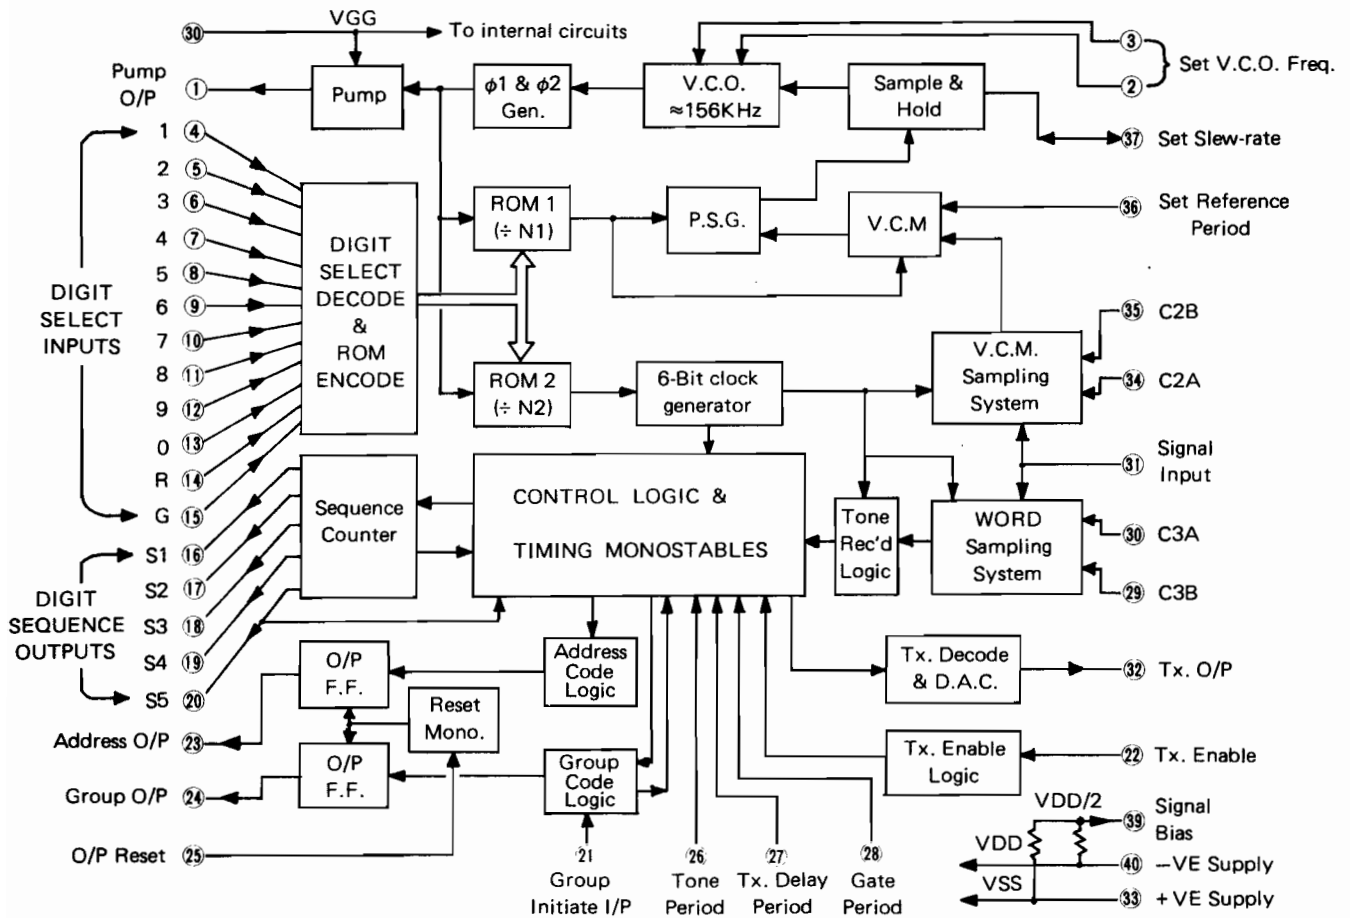 VGG
30
To internal circuits
Pump
O/P
1
Pump
ϕ1 & ϕ2
Gen.
V.C.O.
≈156KHz
Sample &
Hold
3
2
Set V.C.O. Freq.
37
Set Slew-rate
36
Set Reference
Period
DIGIT
SELECT
INPUTS
1 4
2 5
3 6
4 7
5 8
6 9
7 10
8 11
9 12
0 13
R 14
G 15
DIGIT
SELECT
DECODE
&
ROM
ENCODE
ROM 1
(÷ N1)
P.S.G.
V.C.M
ROM 2
(÷ N2)
6-Bit clock
generator
V.C.M.
Sampling
System
35 C2B
34 C2A
31
Signal
Input
DIGIT
SEQUENCE
OUTPUTS
S1 16
S2 17
S3 18
S4 19
S5 20
Sequence
Counter
CONTROL LOGIC &
TIMING MONOSTABLES
Tone
Rec'd
Logic
WORD
Sampling
System
30 C3A
29 C3B
O/P
F.F.
Address
Code
Logic
Tx. Decode
& D.A.C.
32 Tx. O/P
Reset
Mono.
Address O/P 23
O/P
F.F.
Group
Code
Logic
Tx. Enable
Logic
22 Tx. Enable
Group O/P 24
O/P Reset 25
21
Group
Initiate I/P
26
Tone
Period
27
Tx. Delay
Period
28
Gate
Period
VDD/2
39
Signal
Bias
VDD
40 −VE Supply
VSS
33 +VE Supply